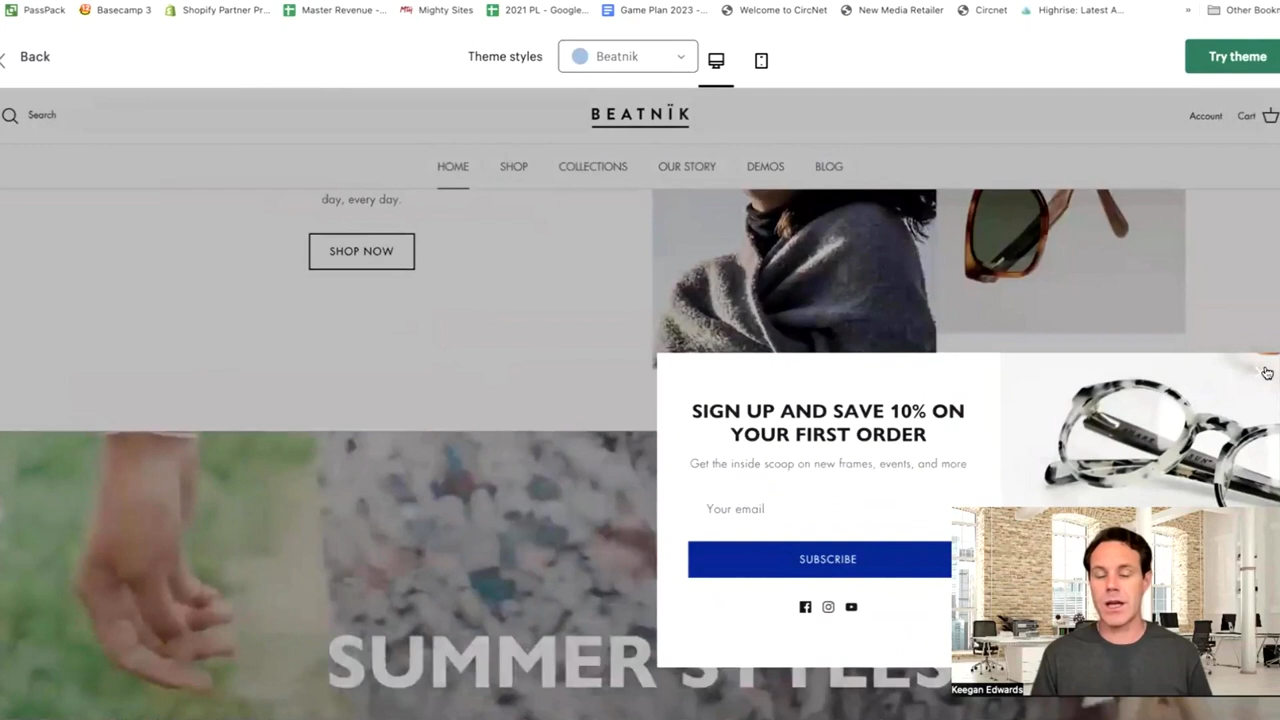 PassPack
Basecamp 3
Shopify Partner Pr...
Master Revenue -...
Mighty Sites
2021 PL - Google...
Game Plan 2023 -...
Welcome to CircNet
New Media Retailer
Circnet
Highrise: Latest A...
»
Other Bookm
Back
Theme styles
Beatnik
Try theme
Search
BEATNÏK
Account
Cart
HOME
SHOP
COLLECTIONS
OUR STORY
DEMOS
BLOG
day, every day.
SHOP NOW
SIGN UP AND SAVE 10% ON
YOUR FIRST ORDER
Get the inside scoop on new frames, events, and more
Your email
SUBSCRIBE
SUMMER STYLES
Keegan Edwards